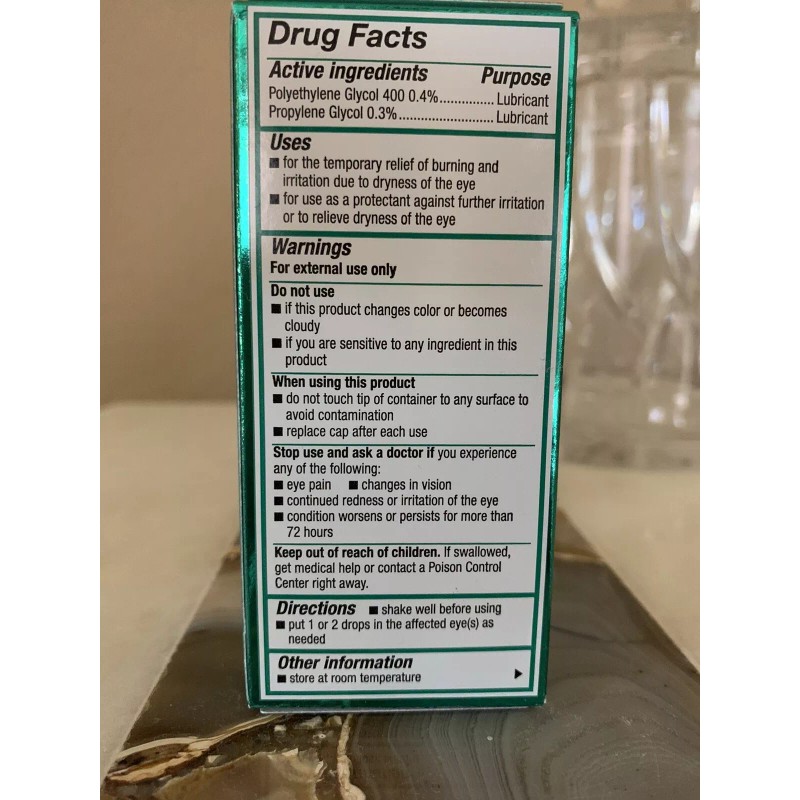 Drug Facts
Active ingredients Purpose
Polyethylene Glycol 400 0.4%............... Lubricant
Propylene Glycol 0.3%.......................... Lubricant
Uses
■ for the temporary relief of burning and
irritation due to dryness of the eye
■ for use as a protectant against further irritation
or to relieve dryness of the eye
Warnings
For external use only
Do not use
■ if this product changes color or becomes
cloudy
■ if you are sensitive to any ingredient in this
product
When using this product
■ do not touch tip of container to any surface to
avoid contamination
■ replace cap after each use
Stop use and ask a doctor if you experience
any of the following:
■ eye pain ■ changes in vision
■ continued redness or irritation of the eye
■ condition worsens or persists for more than
72 hours
Keep out of reach of children. If swallowed,
get medical help or contact a Poison Control
Center right away.
Directions ■ shake well before using
■ put 1 or 2 drops in the affected eye(s) as
needed
Other information
■ store at room temperature